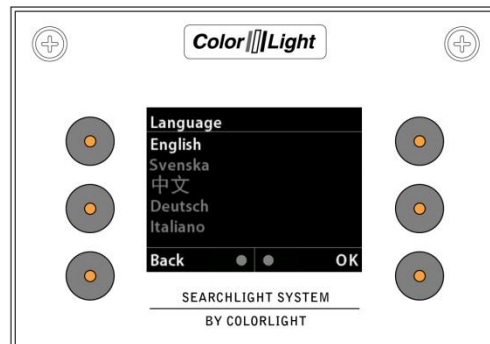 Color Light
Language
English
Svenska
中文
Deutsch
Italiano
Back OK
SEARCHLIGHT SYSTEM
BY COLORLIGHT